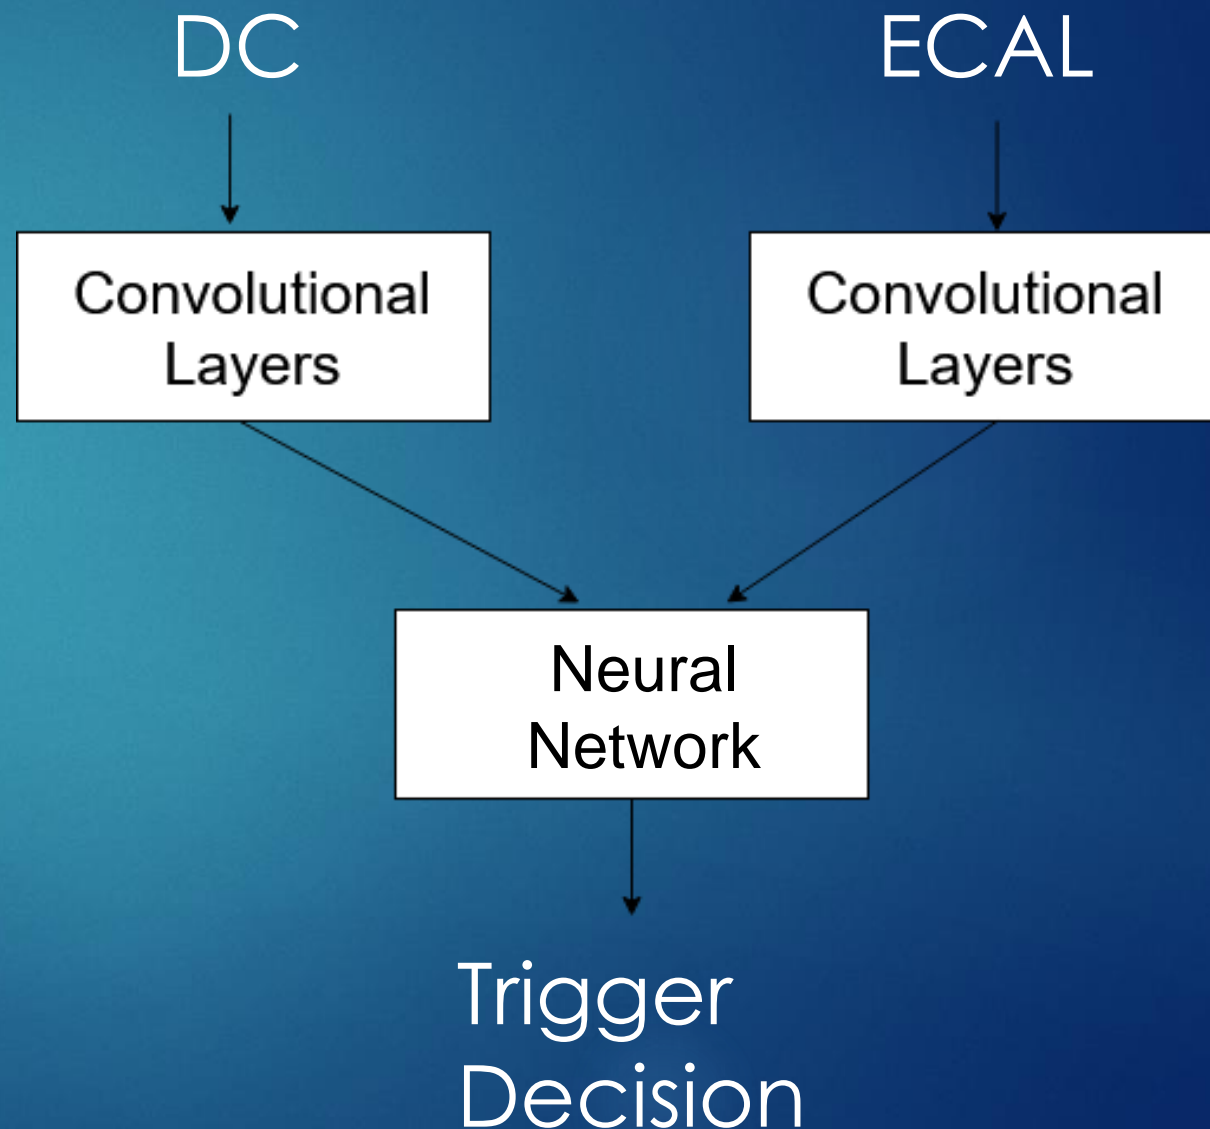 DC
ECAL
Convolutional
Layers
Convolutional
Layers
Neural
Network
Trigger
Decision